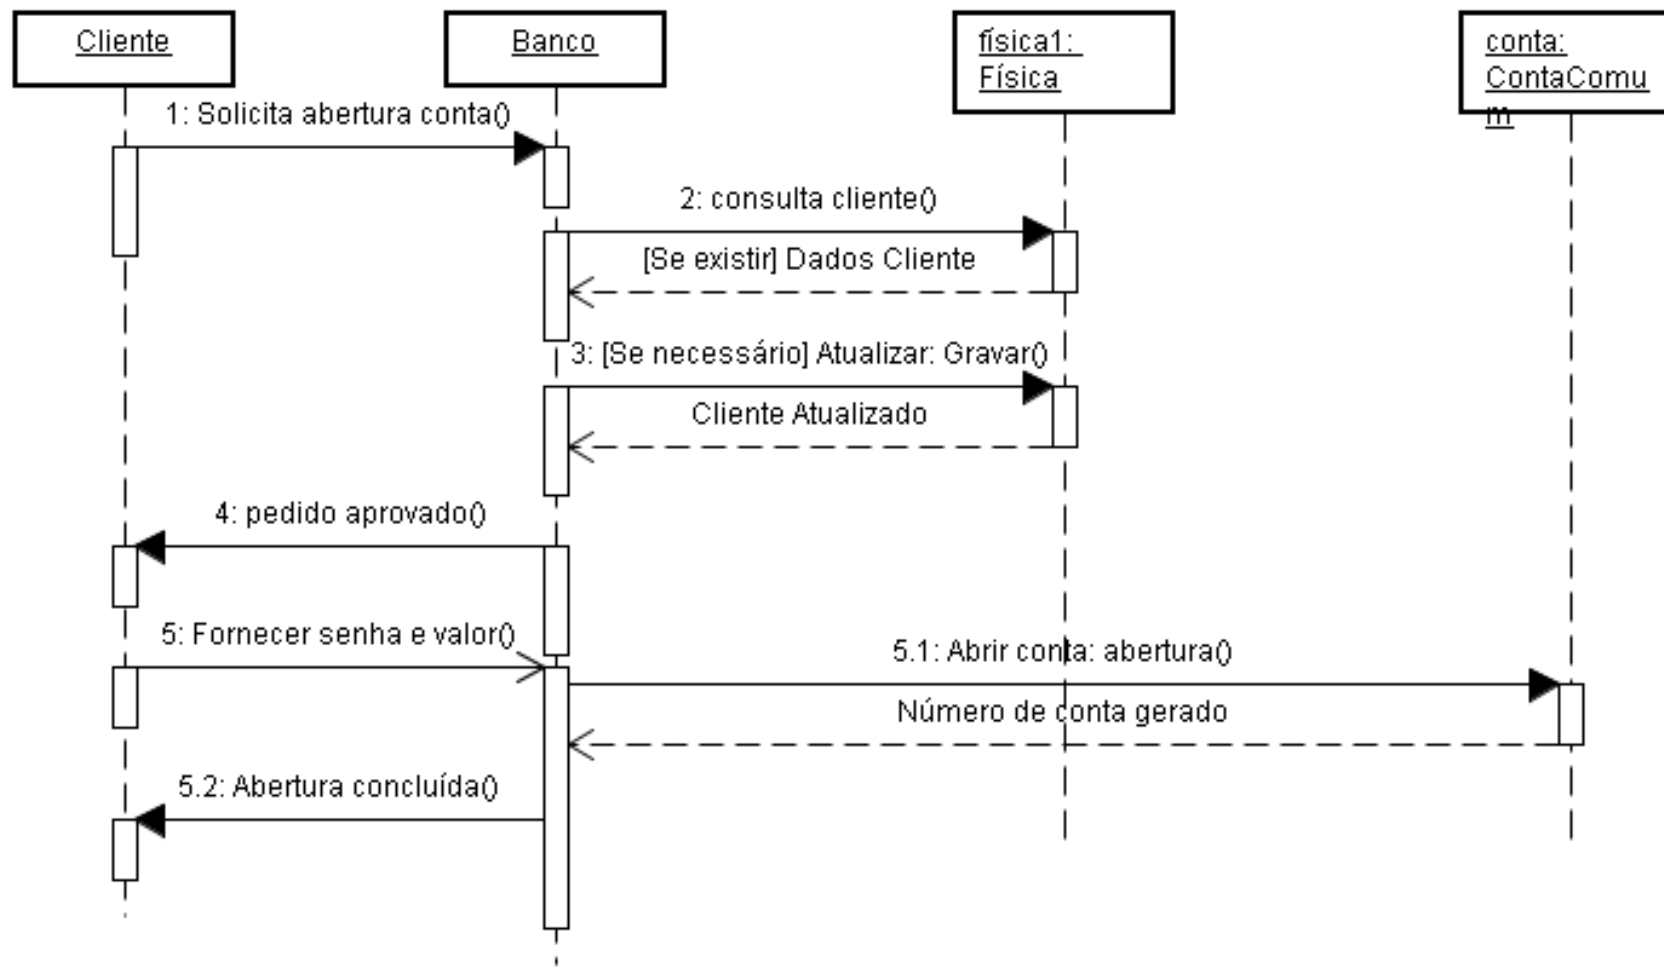 Cliente
Banco
física1:
Física
conta:
ContaComu
m
1: Solicita abertura conta()
2: consulta cliente()
[Se existir] Dados Cliente
3: [Se necessário] Atualizar: Gravar()
Cliente Atualizado
4: pedido aprovado()
5: Fornecer senha e valor()
5.1: Abrir conta: abertura()
Número de conta gerado
5.2: Abertura concluída()